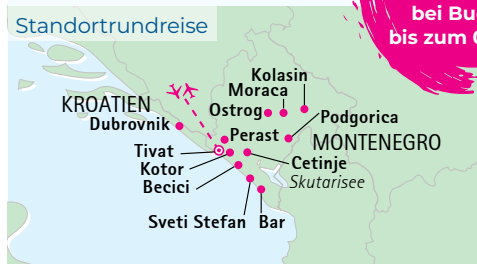 Standortrundreise
bei Bu
bis zum
Kolasin
Moraca
KROATIEN
Ostrog
Podgorica
Dubrovnik
Perast
MONTENEGRO
Tivat
Cetinje
Kotor
Skutarisee
Becici
Sveti Stefan
Bar